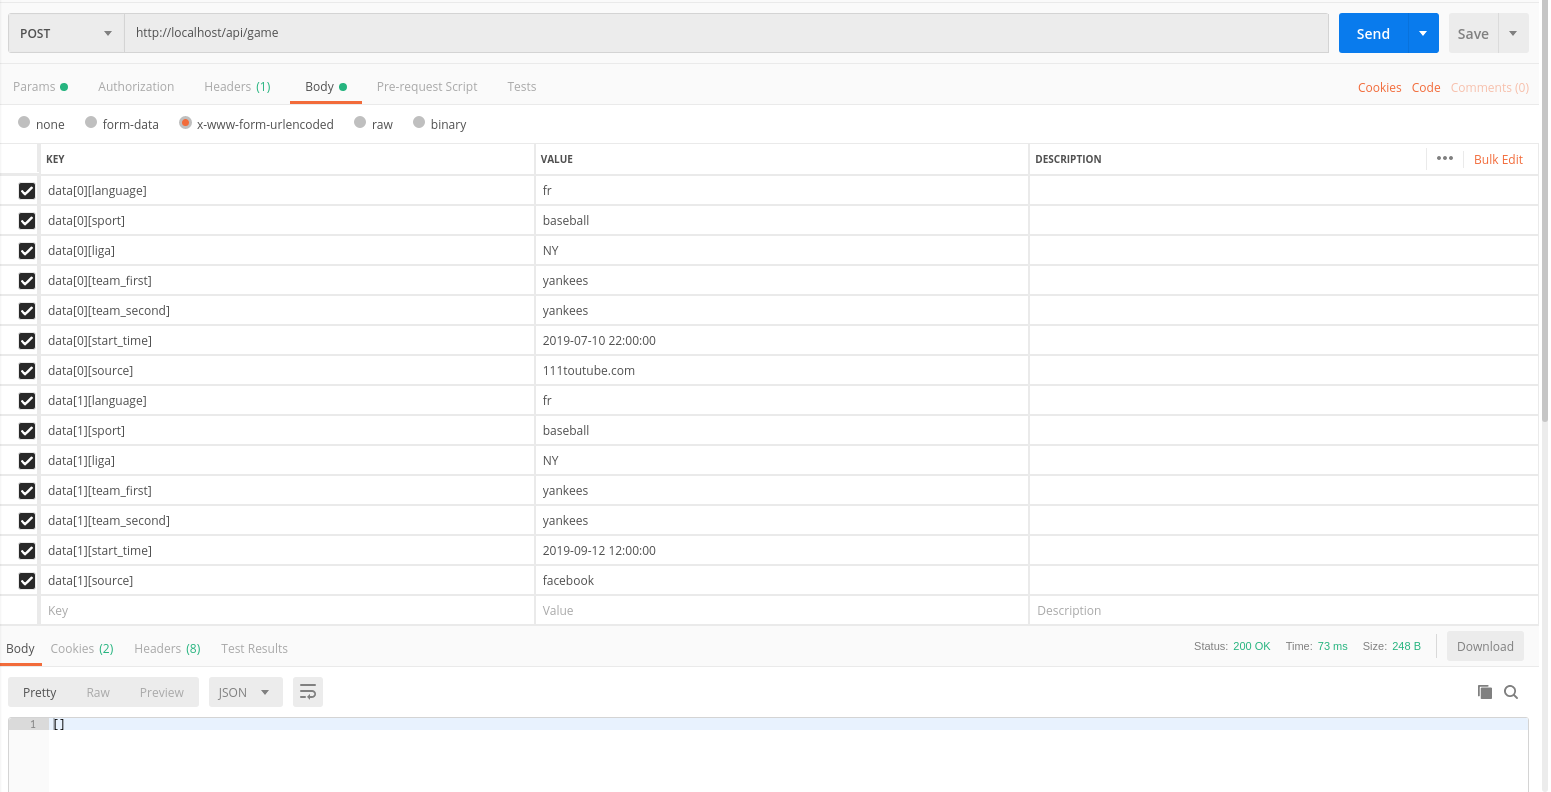 POST http://localhost/api/game Send Save
Params Authorization Headers (1) Body Pre-request Script Tests Cookies Code Comments (0)
none form-data x-www-form-urlencoded raw binary
KEY VALUE DESCRIPTION ••• Bulk Edit
data[0][language] fr
data[0][sport] baseball
data[0][liga] NY
data[0][team_first] yankees
data[0][team_second] yankees
data[0][start_time] 2019-07-10 22:00:00
data[0][source] 111toutube.com
data[1][language] fr
data[1][sport] baseball
data[1][liga] NY
data[1][team_first] yankees
data[1][team_second] yankees
data[1][start_time] 2019-09-12 12:00:00
data[1][source] facebook
Key Value Description
Body Cookies (2) Headers (8) Test Results Status: 200 OK Time: 73 ms Size: 248 B Download
Pretty Raw Preview JSON
1 []